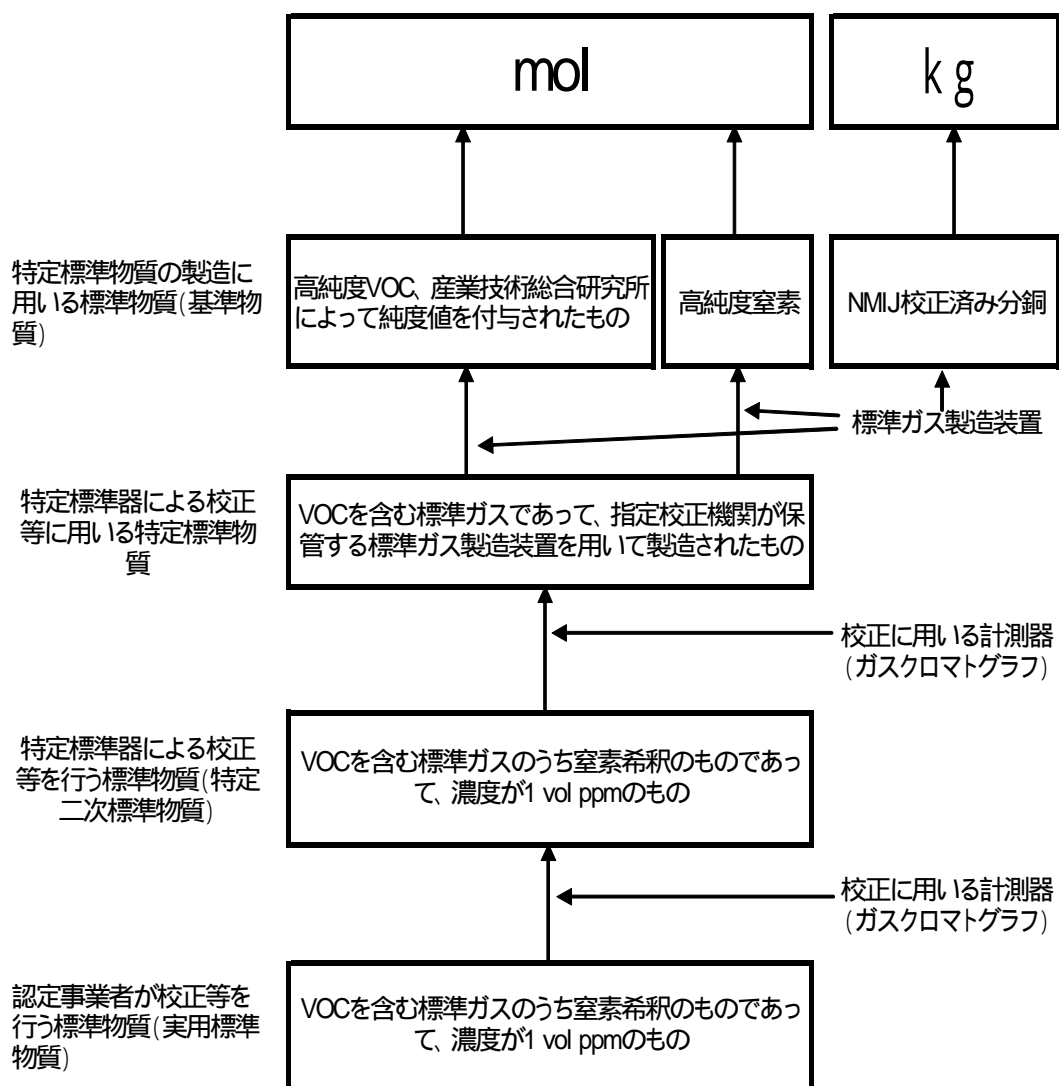 mol
kg
特定標準物質の製造に
用いる標準物質(基準物
質)
高純度VOC、産業技術総合研究所
によって純度値を付与されたもの
高純度窒素
NMIJ校正済み分銅
標準ガス製造装置
特定標準器による校正
等に用いる特定標準物
質
VOCを含む標準ガスであって、指定校正機関が保
管する標準ガス製造装置を用いて製造されたもの
校正に用いる計測器
(ガスクロマトグラフ)
特定標準器による校正
等を行う標準物質(特定
二次標準物質)
VOCを含む標準ガスのうち窒素希釈のものであっ
て、濃度が1 vol ppmのもの
校正に用いる計測器
(ガスクロマトグラフ)
認定事業者が校正等を
行う標準物質(実用標準
物質)
VOCを含む標準ガスのうち窒素希釈のものであっ
て、濃度が1 vol ppmのもの